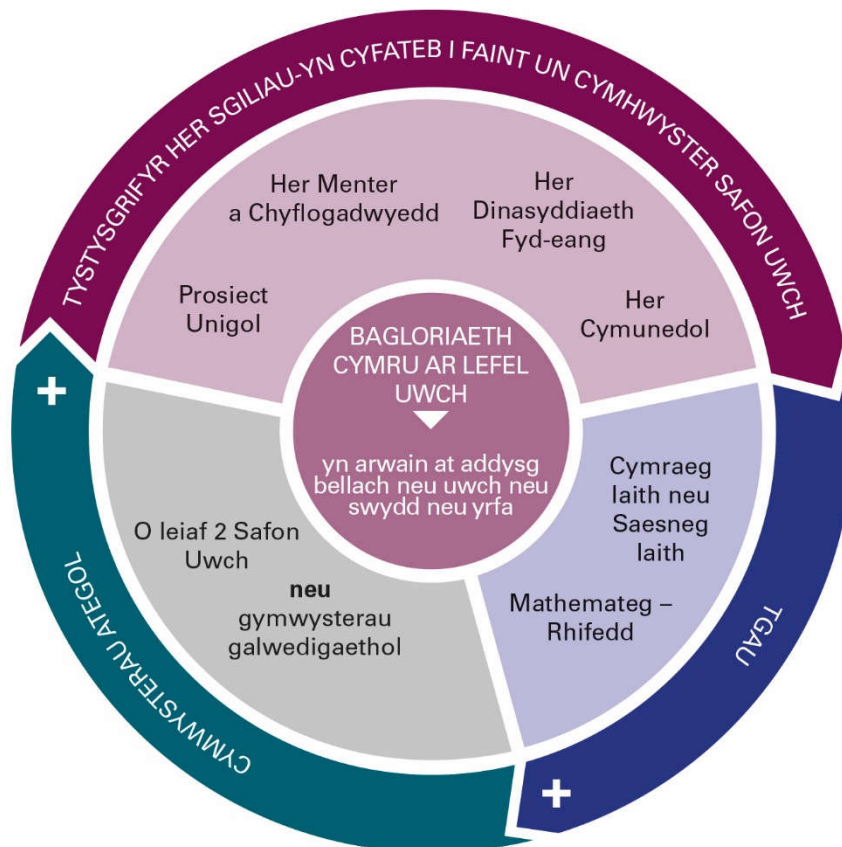 TYSTYSGRIFYR HER SGILIAU-YN CYFATEB I FAINT UN CYMHWYSTER SAFON UWCH
Her Menter
a Chyflogadwyedd
Her
Dinasyddiaeth
Fyd-eang
Prosiect
Unigol
Her
Cymunedol
BAGLORIAETH
CYMRU AR LEFEL
UWCH
yn arwain at addysg
bellach neu uwch neu
swydd neu yrfa
Cymraeg
Iaith neu
Saesneg
Iaith
Mathemateg –
Rhifedd
TGAU
+
O leiaf 2 Safon
Uwch
neu
gymwysterau
galwedigaethol
CYMWYSTERAU ATEGOL
+